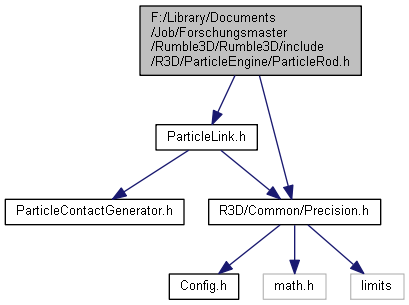 F:/Library/Documents
/Job/Forschungsmaster
/Rumble3D/Rumble3D/include
/R3D/ParticleEngine/ParticleRod.h
ParticleLink.h
ParticleContactGenerator.h
R3D/Common/Precision.h
Config.h
math.h
limits